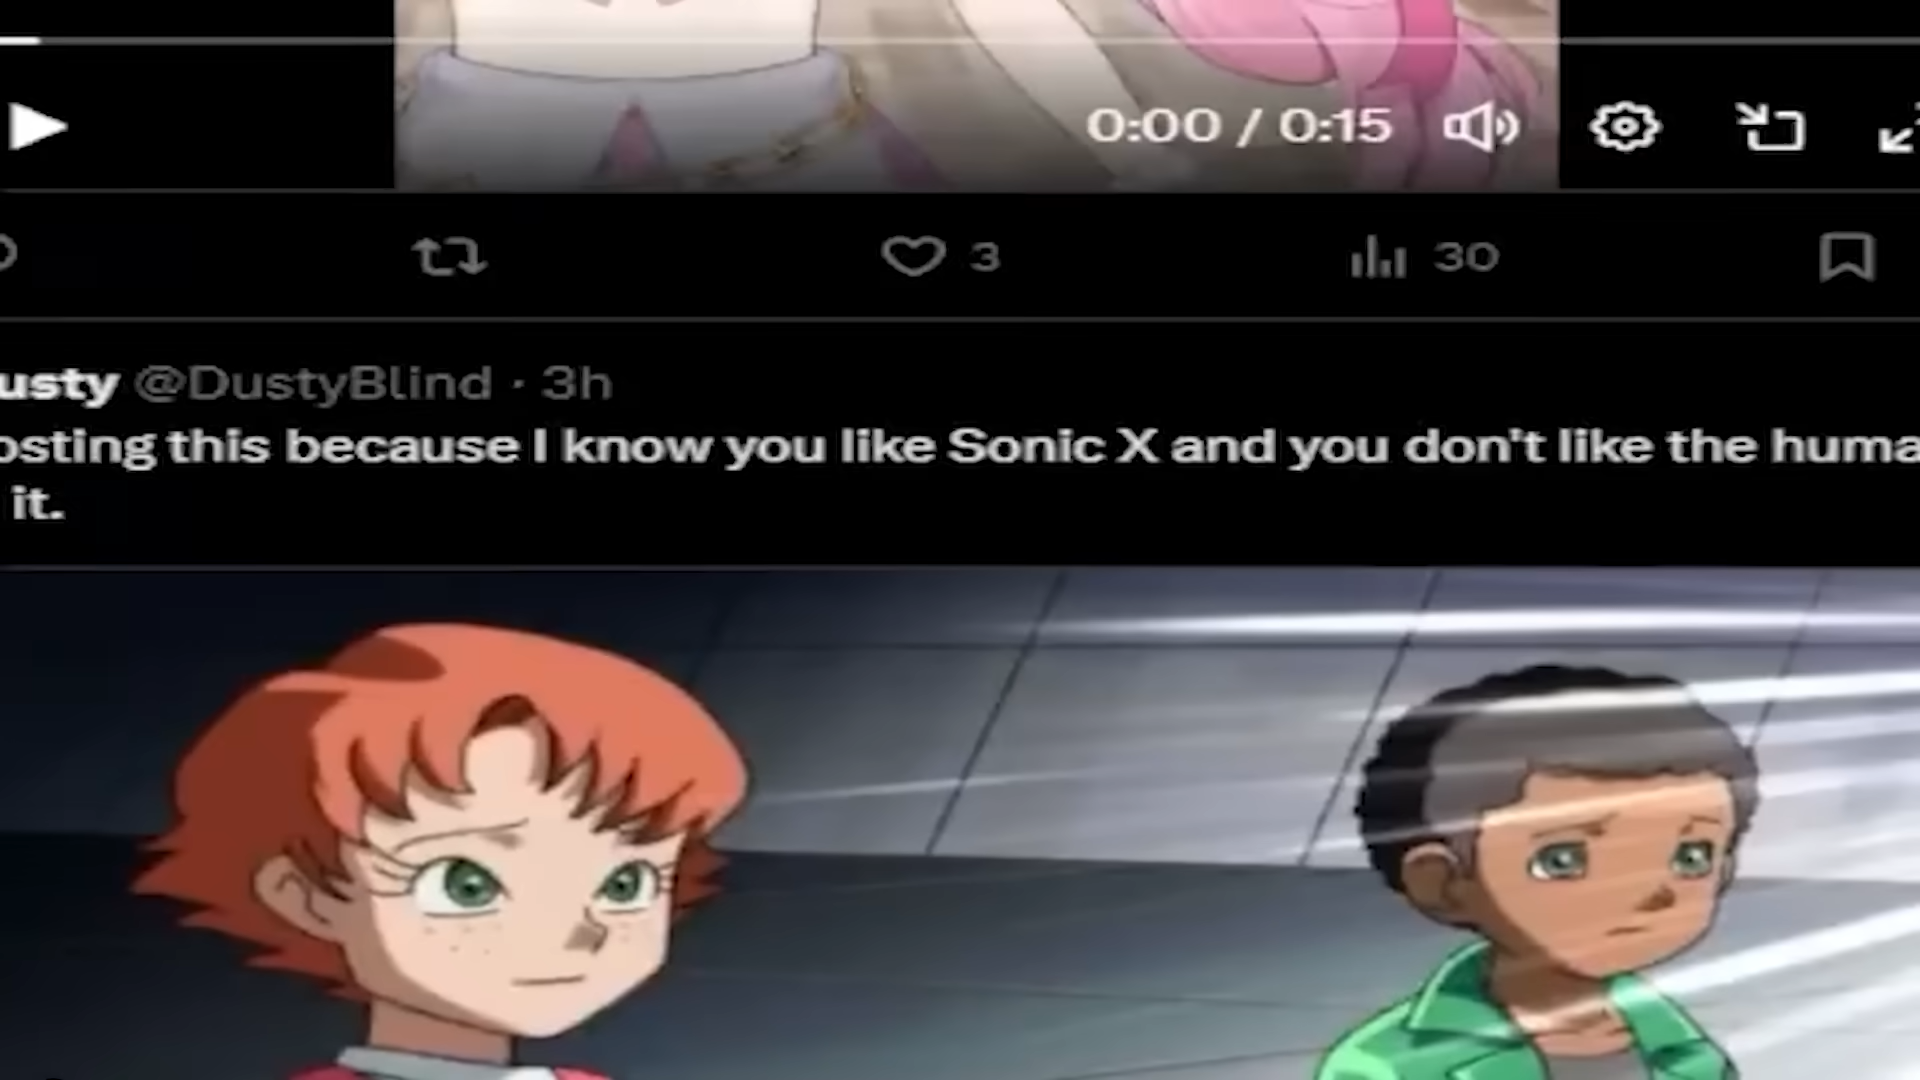 0:00 / 0:15
3 30
usty @DustyBlind · 3h
osting this because I know you like Sonic X and you don't like the huma
it.